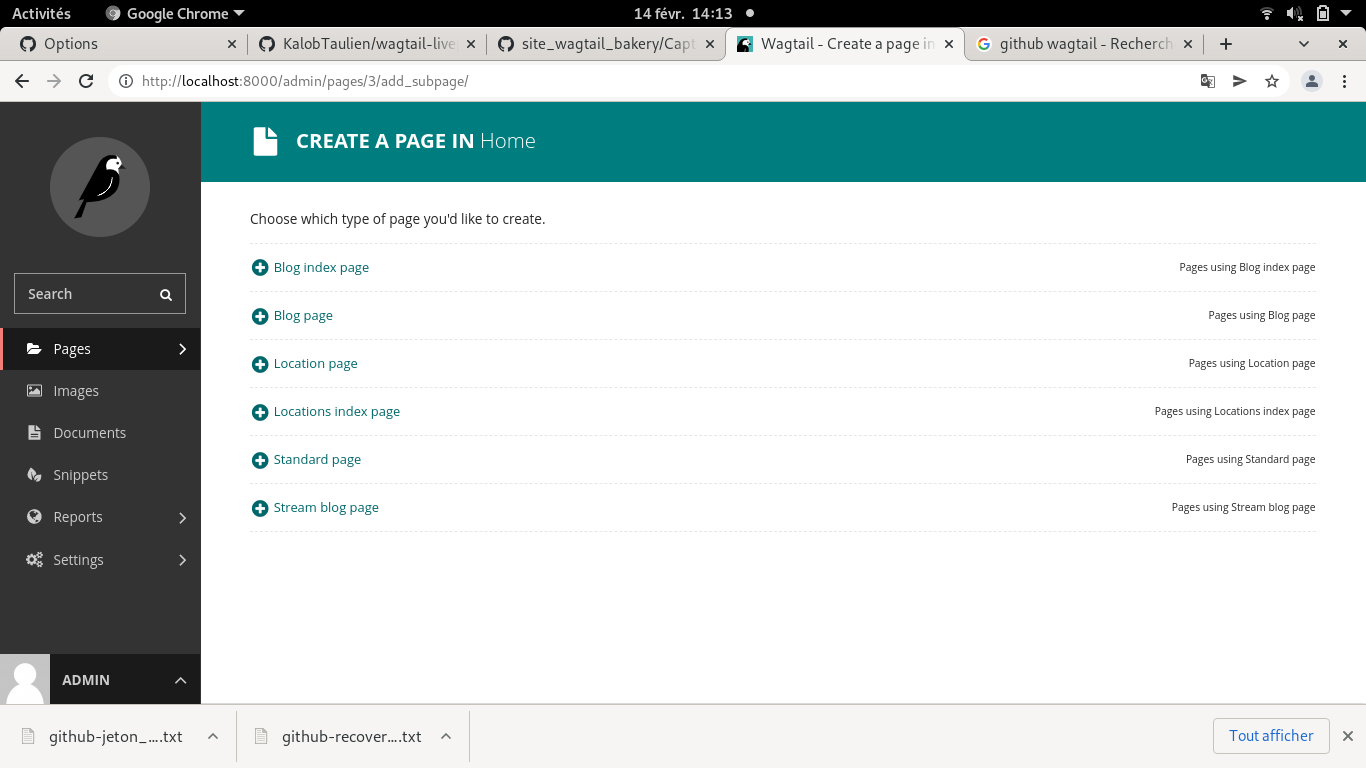 Activités
Google Chrome
14 févr. 14:13
Options
KalobTaulien/wagtail-live
site_wagtail_bakery/Capt
Wagtail - Create a page in
github wagtail - Recherch
http://localhost:8000/admin/pages/3/add_subpage/
CREATE A PAGE IN Home
Choose which type of page you'd like to create.
Blog index page
Pages using Blog index page
Blog page
Pages using Blog page
Location page
Pages using Location page
Locations index page
Pages using Locations index page
Standard page
Pages using Standard page
Stream blog page
Pages using Stream blog page
Search
Pages
Images
Documents
Snippets
Reports
Settings
ADMIN
github-jeton_....txt
github-recover....txt
Tout afficher